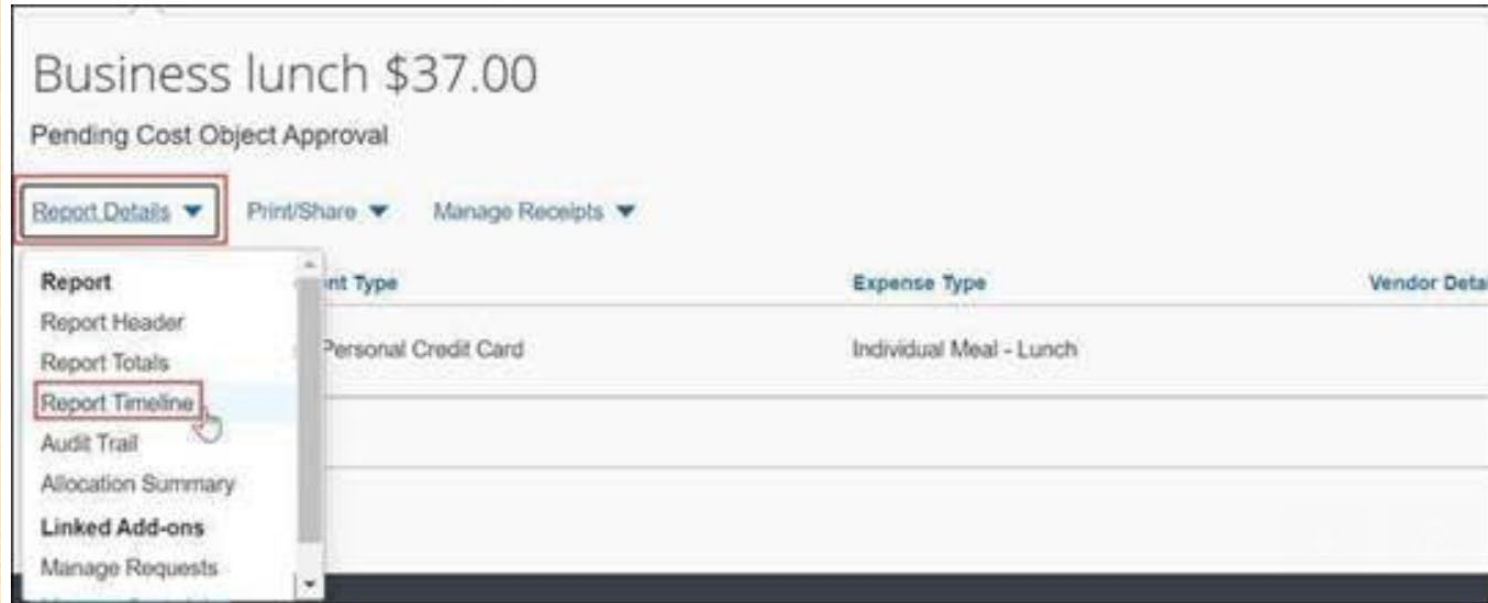 Business lunch $37.00
Pending Cost Object Approval
Report Details Print/Share Manage Receipts
Report
nt Type Expense Type Vendor Detai
Report Header
Personal Credit Card Individual Meal - Lunch
Report Totals
Report Timeline
Audit Trail
Allocation Summary
Linked Add-ons
Manage Requests